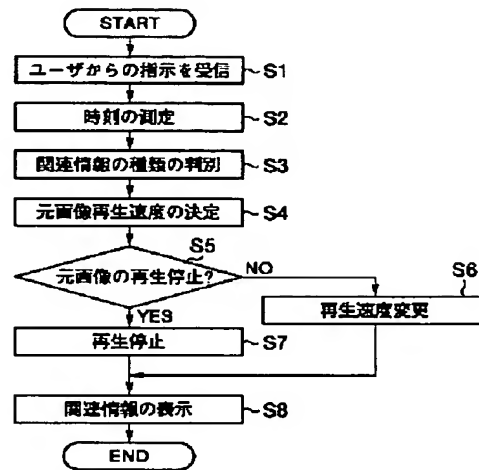 START
ユーザからの指示を受信
S1
時刻の測定
S2
関連情報の種類の判別
S3
元画像再生速度の決定
S4
S5
元画像の再生停止?
NO
S6
再生速度変更
YES
再生停止
S7
関連情報の表示
S8
END